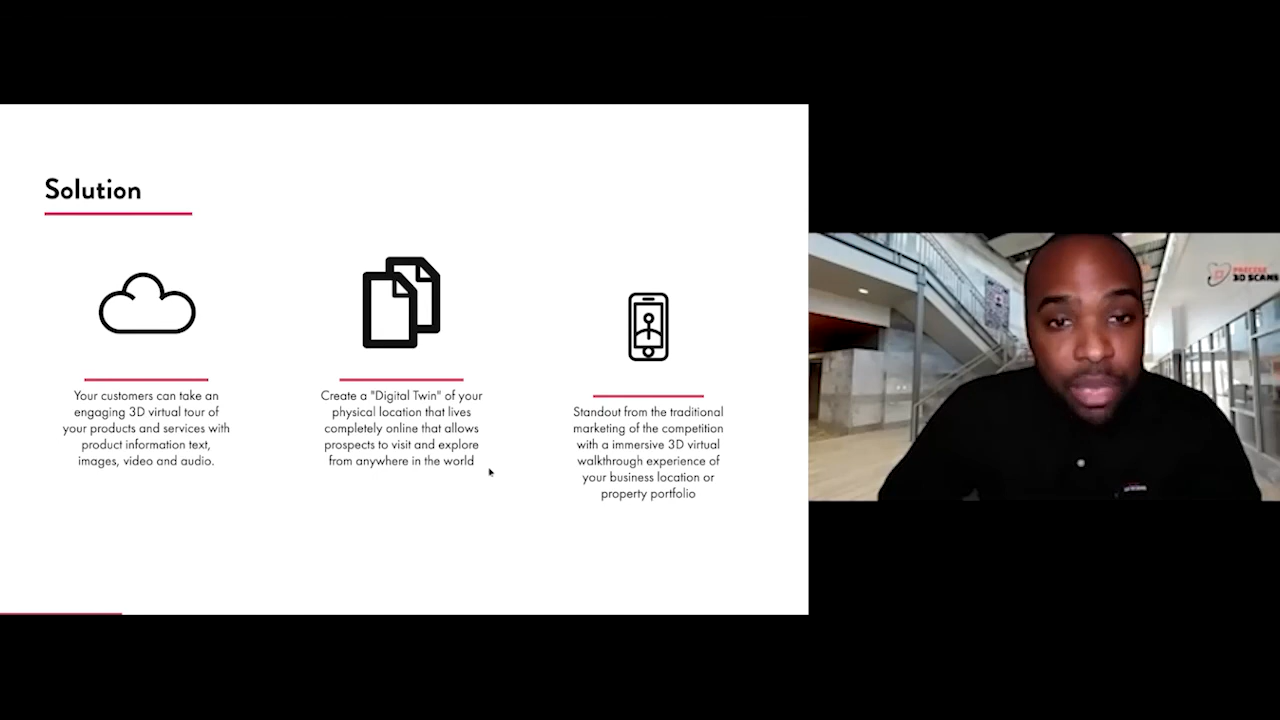 Solution
Your customers can take an
engaging 3D virtual tour of
your products and services with
product information text,
images, video and audio.
Create a "Digital Twin" of your
physical location that lives
completely online that allows
prospects to visit and explore
from anywhere in the world
Standout from the traditional
marketing of the competition
with a immersive 3D virtual
walkthrough experience of
your business location or
property portfolio
PRECISE
3D SCANS